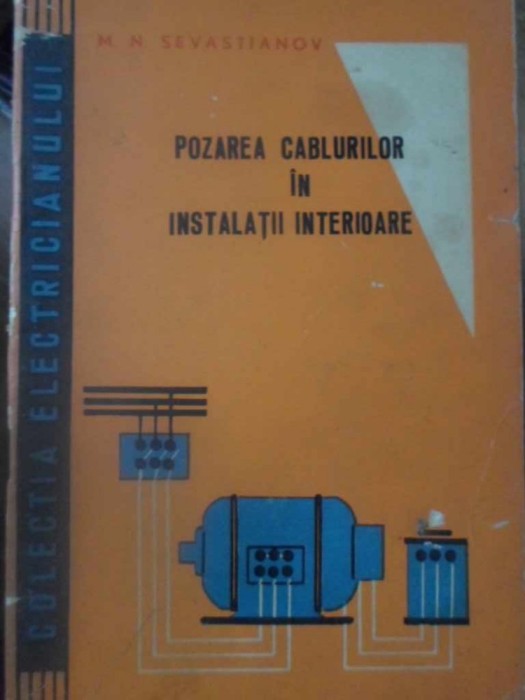 M. N. SEVASTIANOV
POZAREA CABLURILOR
ÎN
INSTALAȚII INTERIOARE
COLECȚIA ELECTRICIANULUI